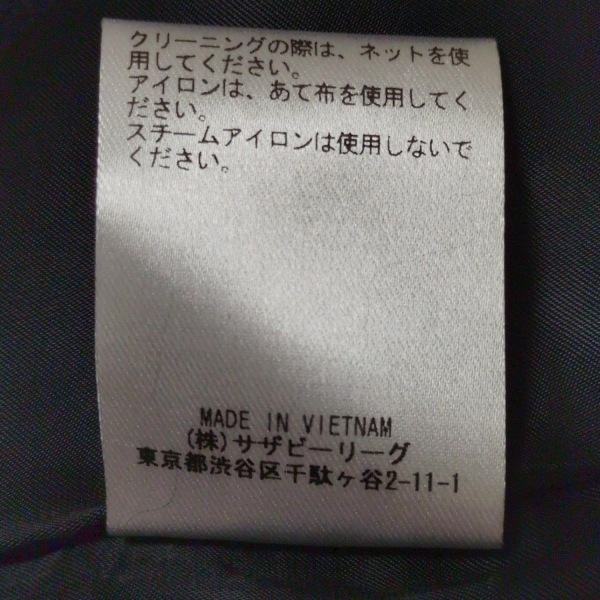 クリーニングの際は、ネットを使
用してください。
アイロンは、あて布を使用してく
ださい。
スチームアイロンは使用しないで
ください。
MADE IN VIETNAM
(株)サザビーリーグ
東京都渋谷区千駄ヶ谷2-11-1